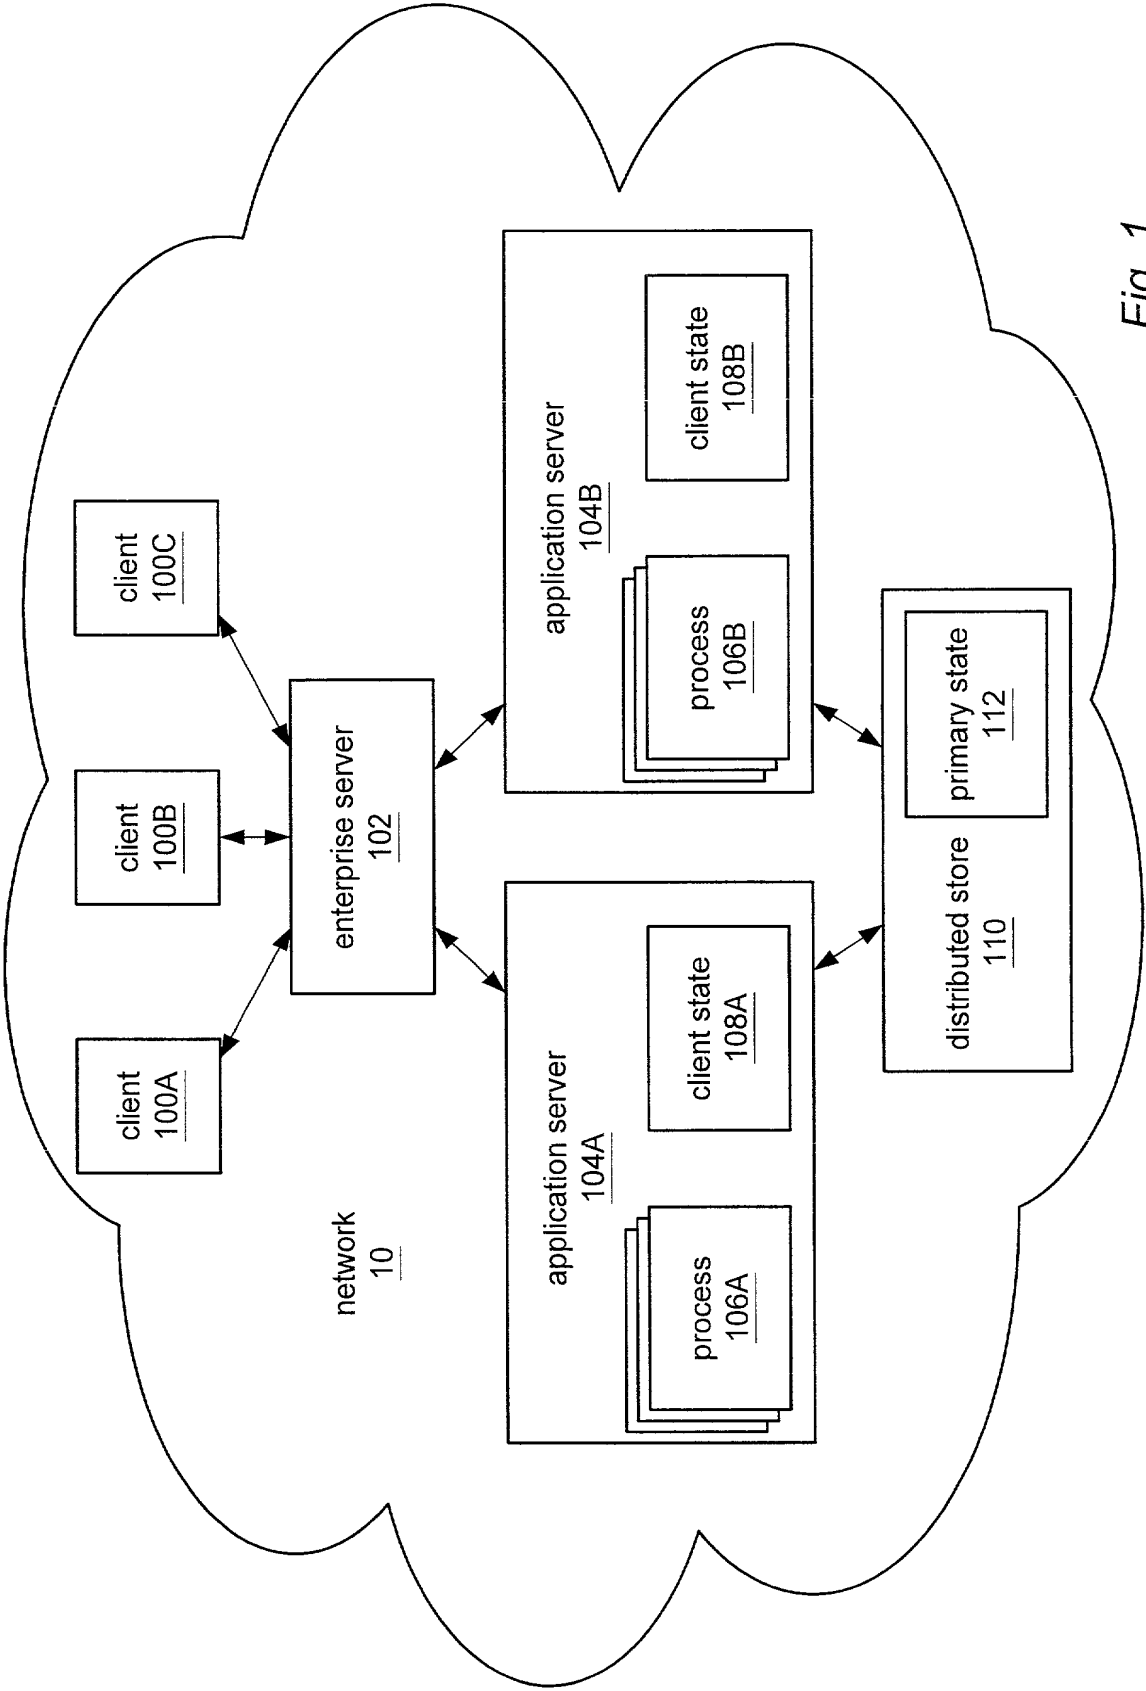 client
100A
client
100B
client
100C
network
10
enterprise server
102
application server
104A
process
106A
client state
108A
application server
104B
process
106B
client state
108B
distributed store
110
primary state
112
Fig. 1